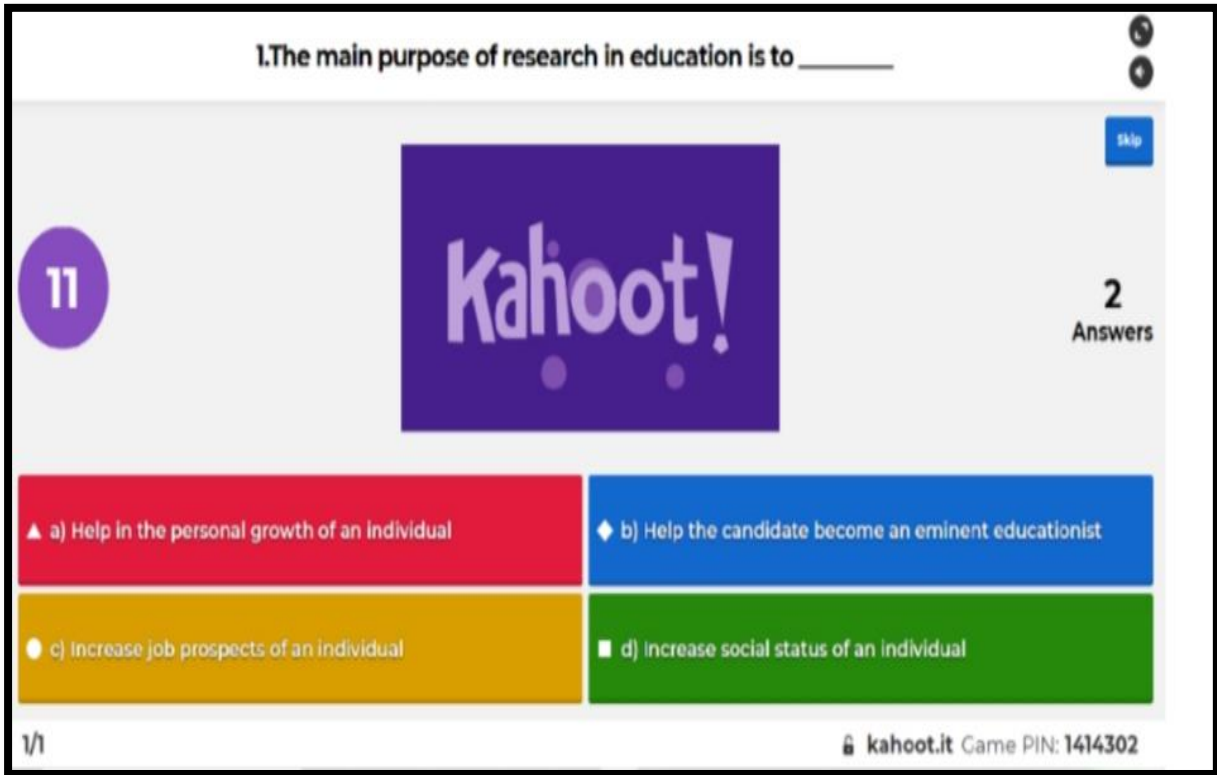 1.The main purpose of research in education is to ________
Skip
11
Kahoot!
2
Answers
a) Help in the personal growth of an individual
b) Help the candidate become an eminent educationist
c) Increase job prospects of an individual
d) Increase social status of an individual
1/1
kahoot.it Game PIN: 1414302